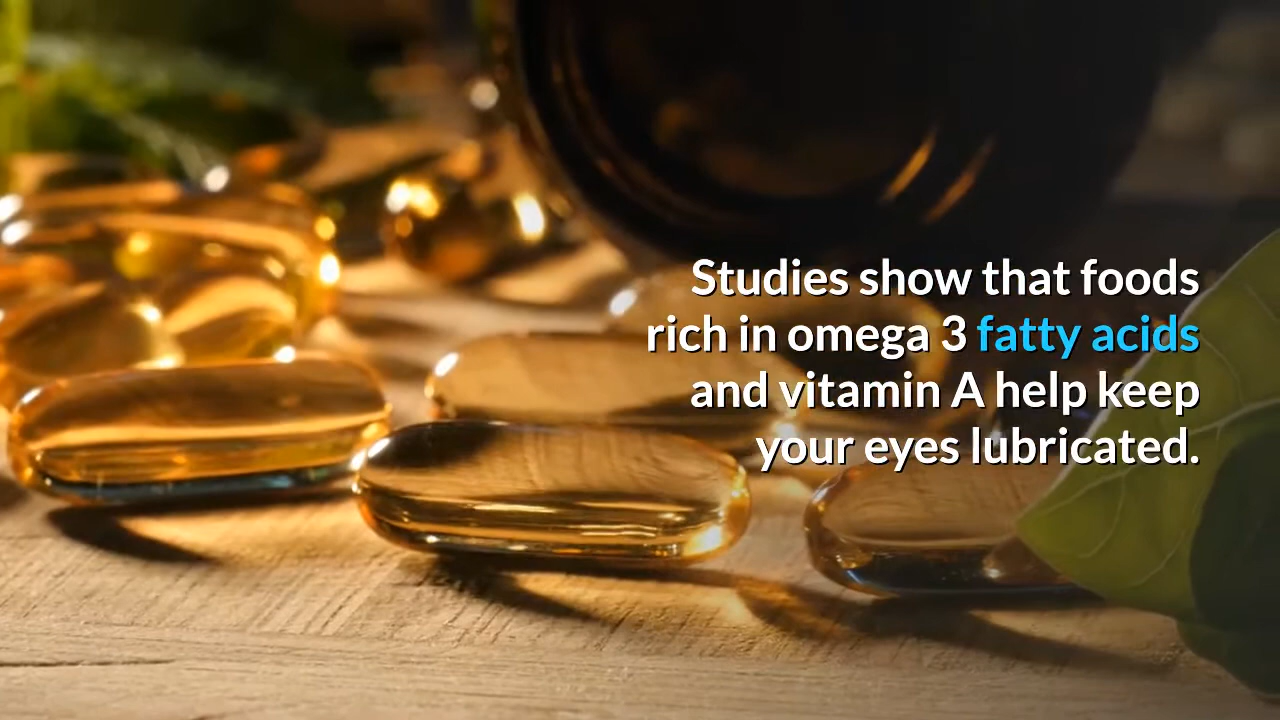 Studies show that foods
rich in omega 3 fatty acids
and vitamin A help keep
your eyes lubricated.